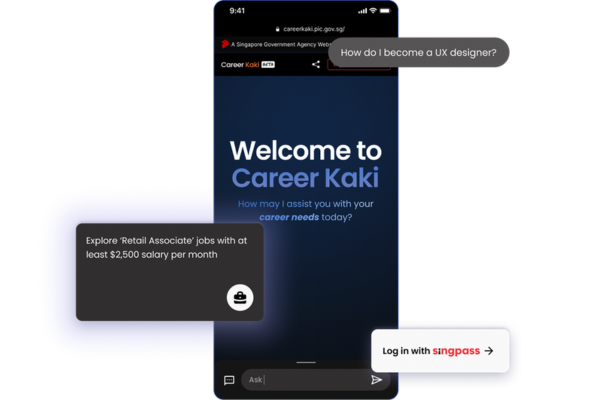 9:41
careerkaki.pic.gov.sg/
A Singapore Government Agency Webs
How do I become a UX designer?
Career Kaki BETA
Welcome to
Career Kaki
How may I assist you with your
career needs today?
Explore ‘Retail Associate’ jobs with at
least $2,500 salary per month
Log in with singpass
Ask